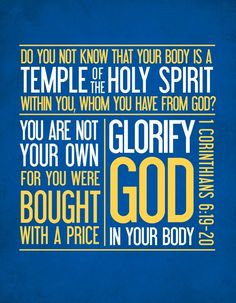 DO YOU NOT KNOW THAT YOUR BODY IS A
TEMPLE OF THE HOLY SPIRIT
WITHIN YOU, WHOM YOU HAVE FROM GOD?
YOU ARE NOT
YOUR OWN
FOR YOU WERE
BOUGHT
WITH A PRICE
GLORIFY
GOD
IN YOUR BODY
1 CORINTHIANS 6:19-20